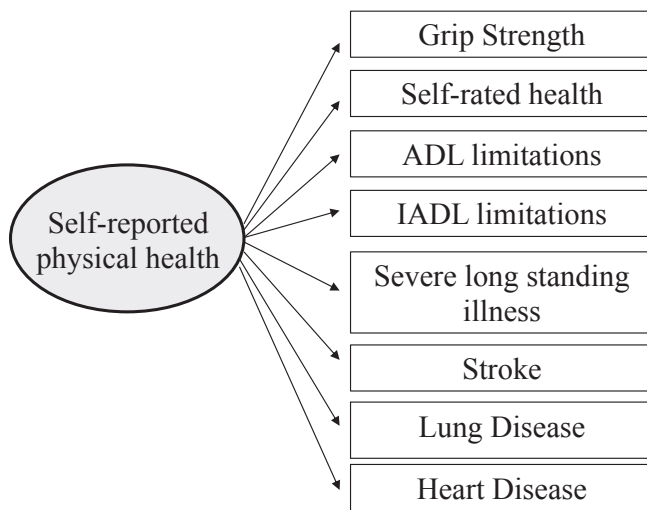 Grip Strength
Self-rated health
ADL limitations
IADL limitations
Self-reported
physical health
Severe long standing
illness
Stroke
Lung Disease
Heart Disease